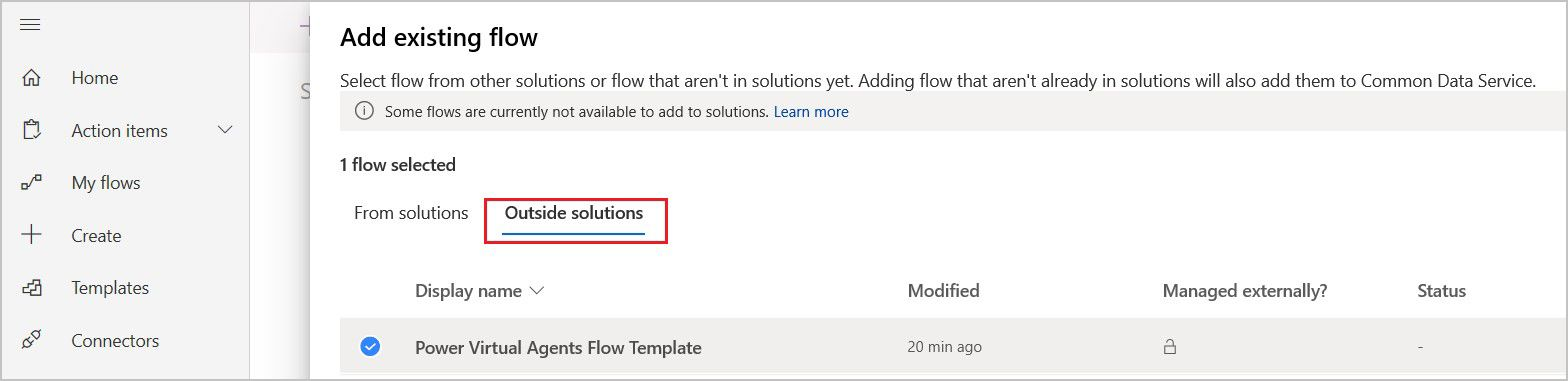 Add existing flow
Select flow from other solutions or flow that aren't in solutions yet. Adding flow that aren't already in solutions will also add them to Common Data Service.
Some flows are currently not available to add to solutions. Learn more
1 flow selected
From solutions
Outside solutions
Display name
Modified
Managed externally?
Status
Power Virtual Agents Flow Template
20 min ago
-
Home
Action items
My flows
Create
Templates
Connectors
S